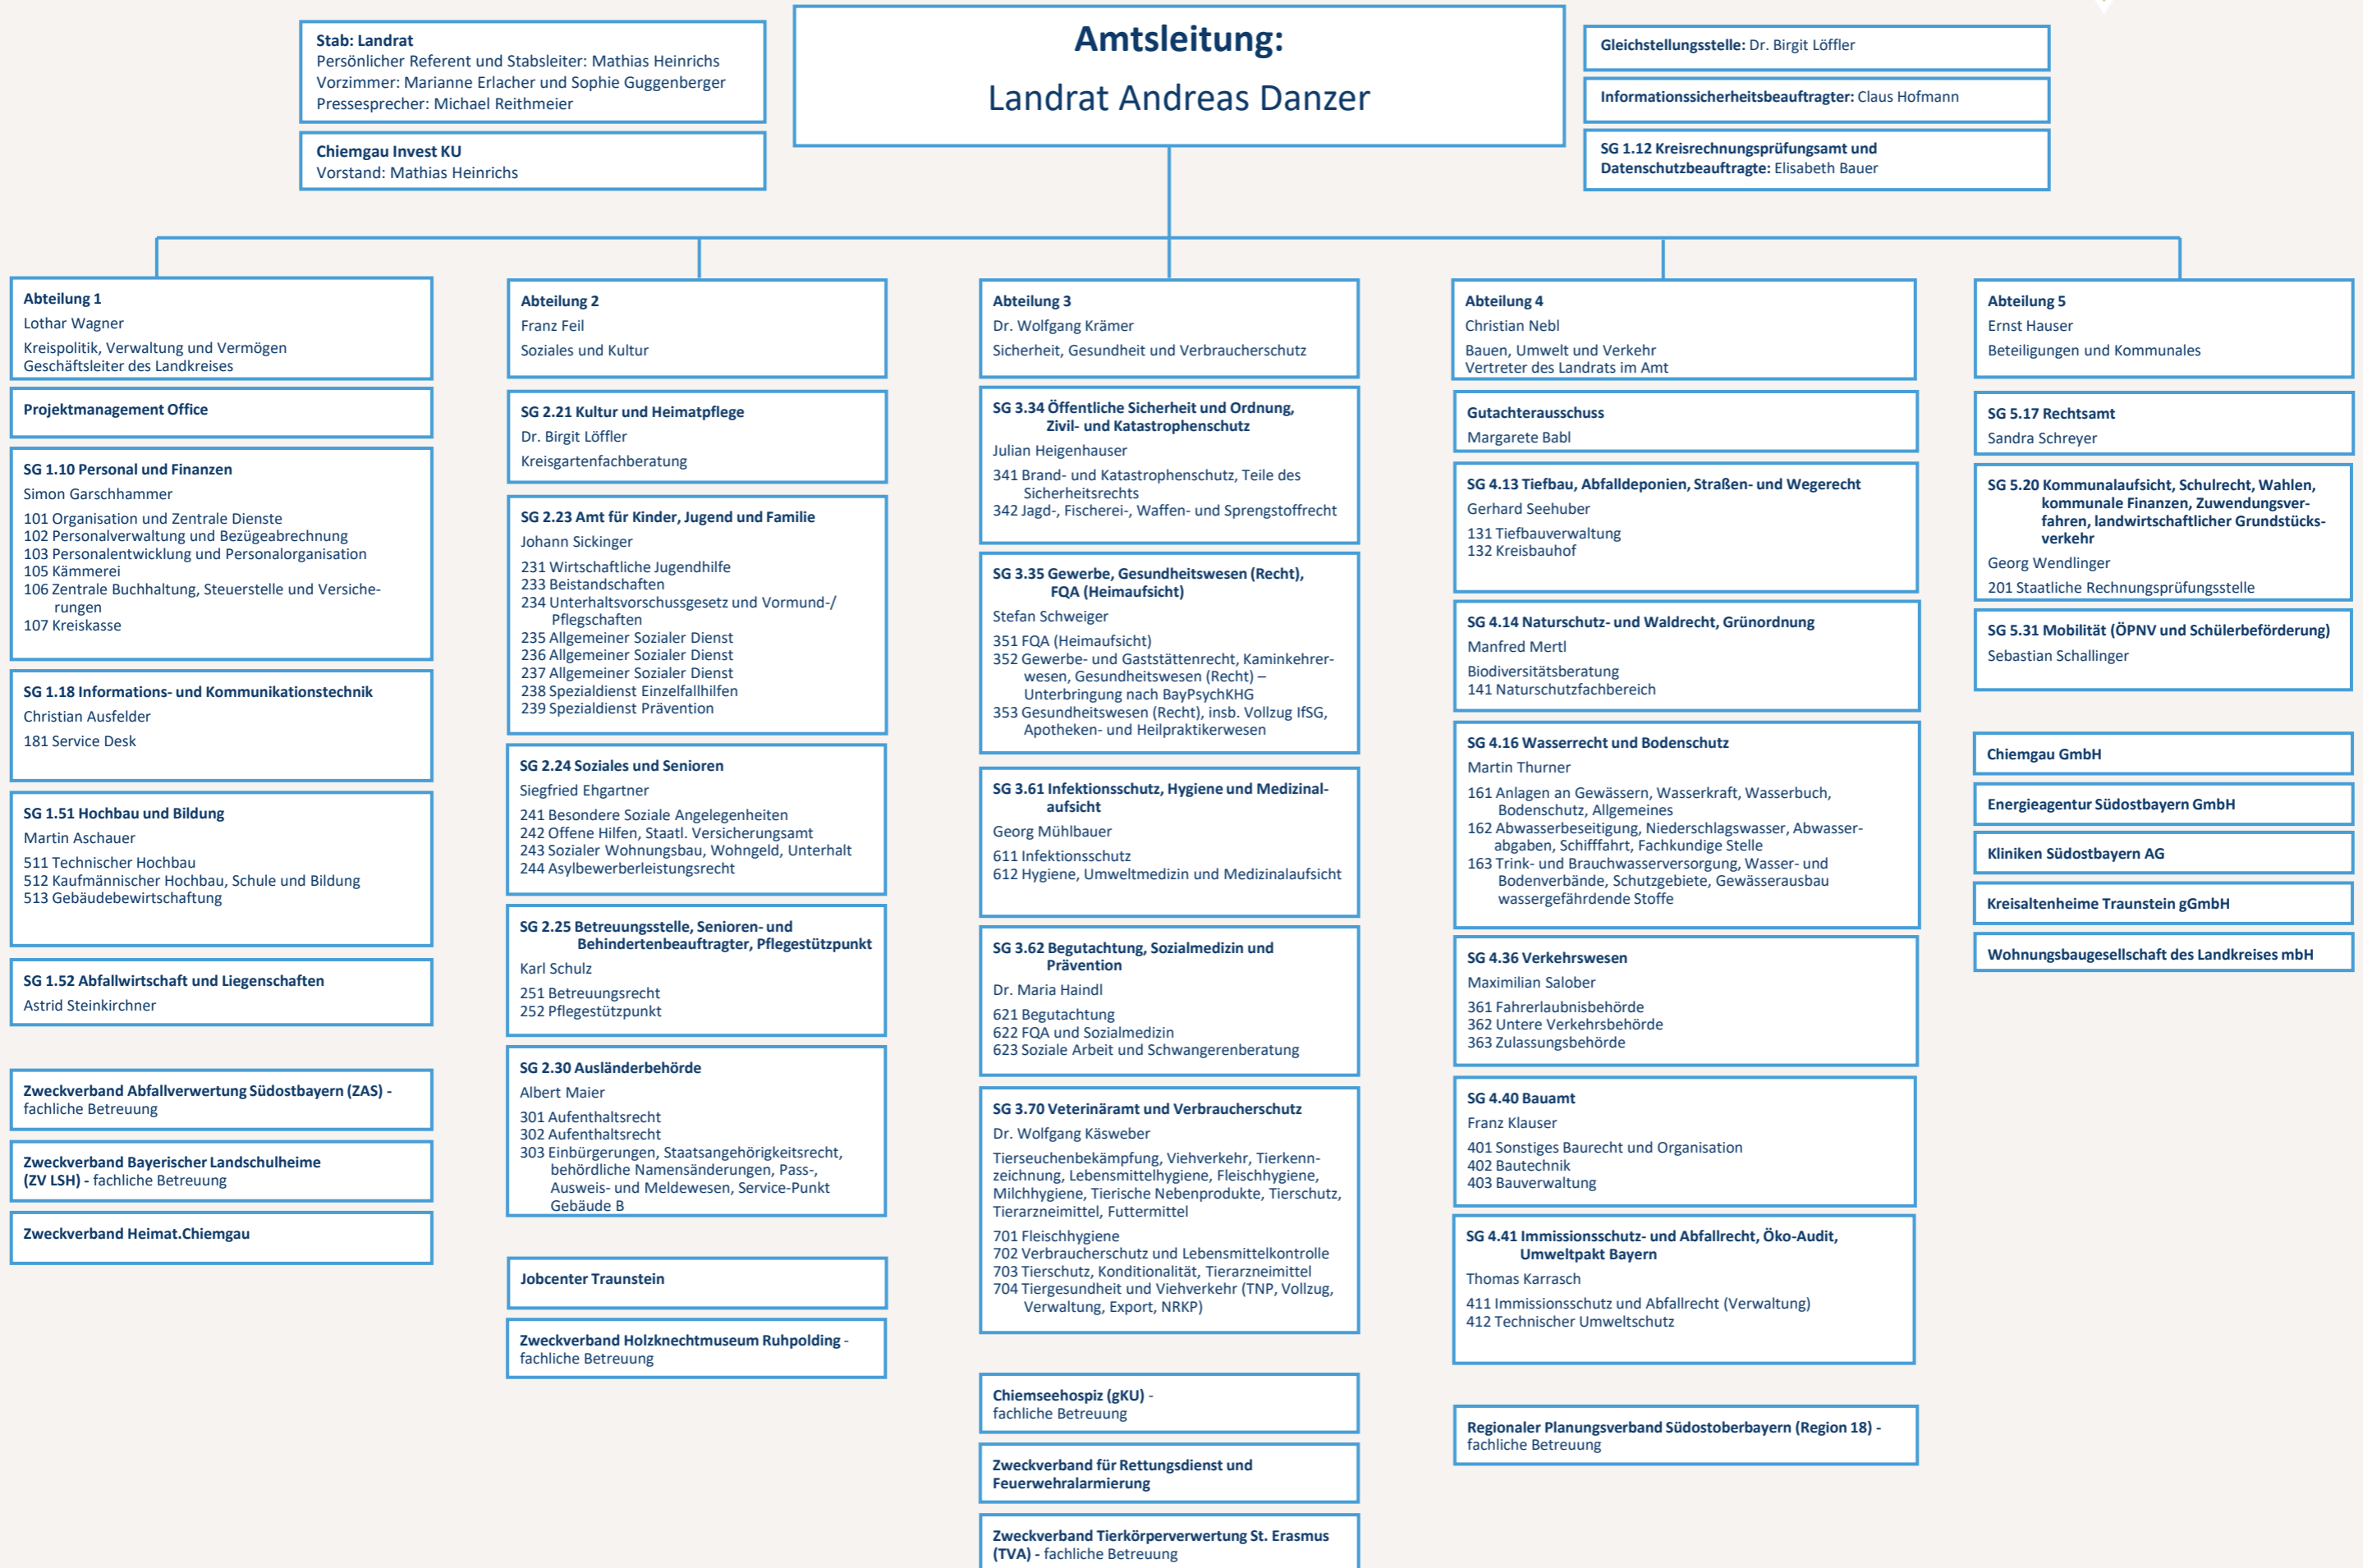 Stab: Landrat
Persönlicher Referent und Stabsleiter: Mathias Heinrichs
Vorzimmer: Marianne Erlacher und Sophie Guggenberger
Pressesprecher: Michael Reithmeier
Chiemgau Invest KU
Vorstand: Mathias Heinrichs
Amtsleitung:
Landrat Andreas Danzer
Gleichstellungsstelle: Dr. Birgit Löffler
Informationssicherheitsbeauftragter: Claus Hofmann
SG 1.12 Kreisrechnungsprüfungsamt und
Datenschutzbeauftragte: Elisabeth Bauer
Abteilung 1
Lothar Wagner
Kreispolitik, Verwaltung und Vermögen
Geschäftsleiter des Landkreises
Projektmanagement Office
SG 1.10 Personal und Finanzen
Simon Garschhammer
101 Organisation und Zentrale Dienste
102 Personalverwaltung und Bezügeabrechnung
103 Personalentwicklung und Personalorganisation
105 Kämmerei
106 Zentrale Buchhaltung, Steuerstelle und Versiche-
rungen
107 Kreiskasse
SG 1.18 Informations- und Kommunikationstechnik
Christian Ausfelder
181 Service Desk
SG 1.51 Hochbau und Bildung
Martin Aschauer
511 Technischer Hochbau
512 Kaufmännischer Hochbau, Schule und Bildung
513 Gebäudebewirtschaftung
SG 1.52 Abfallwirtschaft und Liegenschaften
Astrid Steinkirchner
Zweckverband Abfallverwertung Südostbayern (ZAS) -
fachliche Betreuung
Zweckverband Bayerischer Landschulheime
(ZV LSH) - fachliche Betreuung
Zweckverband Heimat.Chiemgau
Abteilung 2
Franz Feil
Soziales und Kultur
SG 2.21 Kultur und Heimatpflege
Dr. Birgit Löffler
Kreisgartenfachberatung
SG 2.23 Amt für Kinder, Jugend und Familie
Johann Sickinger
231 Wirtschaftliche Jugendhilfe
233 Beistandschaften
234 Unterhaltsvorschussgesetz und Vormund-/
Pflegschaften
235 Allgemeiner Sozialer Dienst
236 Allgemeiner Sozialer Dienst
237 Allgemeiner Sozialer Dienst
238 Spezialdienst Einzelfallhilfen
239 Spezialdienst Prävention
SG 2.24 Soziales und Senioren
Siegfried Ehgartner
241 Besondere Soziale Angelegenheiten
242 Offene Hilfen, Staatl. Versicherungsamt
243 Sozialer Wohnungsbau, Wohngeld, Unterhalt
244 Asylbewerberleistungsrecht
SG 2.25 Betreuungsstelle, Senioren- und
Behindertenbeauftragter, Pflegestützpunkt
Karl Schulz
251 Betreuungsrecht
252 Pflegestützpunkt
SG 2.30 Ausländerbehörde
Albert Maier
301 Aufenthaltsrecht
302 Aufenthaltsrecht
303 Einbürgerungen, Staatsangehörigkeitsrecht,
behördliche Namensänderungen, Pass-,
Ausweis- und Meldewesen, Service-Punkt
Gebäude B
Jobcenter Traunstein
Zweckverband Holzknechtmuseum Ruhpolding -
fachliche Betreuung
Abteilung 3
Dr. Wolfgang Krämer
Sicherheit, Gesundheit und Verbraucherschutz
SG 3.34 Öffentliche Sicherheit und Ordnung,
Zivil- und Katastrophenschutz
Julian Heigenhauser
341 Brand- und Katastrophenschutz, Teile des
Sicherheitsrechts
342 Jagd-, Fischerei-, Waffen- und Sprengstoffrecht
SG 3.35 Gewerbe, Gesundheitswesen (Recht),
FQA (Heimaufsicht)
Stefan Schweiger
351 FQA (Heimaufsicht)
352 Gewerbe- und Gaststättenrecht, Kaminkehrer-
wesen, Gesundheitswesen (Recht) –
Unterbringung nach BayPsychKHG
353 Gesundheitswesen (Recht), insb. Vollzug IfSG,
Apotheken- und Heilpraktikerwesen
SG 3.61 Infektionsschutz, Hygiene und Medizinal-
aufsicht
Georg Mühlbauer
611 Infektionsschutz
612 Hygiene, Umweltmedizin und Medizinalaufsicht
SG 3.62 Begutachtung, Sozialmedizin und
Prävention
Dr. Maria Haindl
621 Begutachtung
622 FQA und Sozialmedizin
623 Soziale Arbeit und Schwangerenberatung
SG 3.70 Veterinäramt und Verbraucherschutz
Dr. Wolfgang Käsweber
Tierseuchenbekämpfung, Viehverkehr, Tierkenn-
zeichnung, Lebensmittelhygiene, Fleischhygiene,
Milchhygiene, Tierische Nebenprodukte, Tierschutz,
Tierarzneimittel, Futtermittel
701 Fleischhygiene
702 Verbraucherschutz und Lebensmittelkontrolle
703 Tierschutz, Konditionalität, Tierarzneimittel
704 Tiergesundheit und Viehverkehr (TNP, Vollzug,
Verwaltung, Export, NRKP)
Chiemseehospiz (gKU) -
fachliche Betreuung
Zweckverband für Rettungsdienst und
Feuerwehralarmierung
Zweckverband Tierkörperverwertung St. Erasmus
(TVA) - fachliche Betreuung
Abteilung 4
Christian Nebl
Bauen, Umwelt und Verkehr
Vertreter des Landrats im Amt
Gutachterausschuss
Margarete Babl
SG 4.13 Tiefbau, Abfalldeponien, Straßen- und Wegerecht
Gerhard Seehuber
131 Tiefbauverwaltung
132 Kreisbauhof
SG 4.14 Naturschutz- und Waldrecht, Grünordnung
Manfred Mertl
Biodiversitätsberatung
141 Naturschutzfachbereich
SG 4.16 Wasserrecht und Bodenschutz
Martin Thurner
161 Anlagen an Gewässern, Wasserkraft, Wasserbuch,
Bodenschutz, Allgemeines
162 Abwasserbeseitigung, Niederschlagswasser, Abwasser-
abgaben, Schifffahrt, Fachkundige Stelle
163 Trink- und Brauchwasserversorgung, Wasser- und
Bodenverbände, Schutzgebiete, Gewässerausbau
wassergefährdende Stoffe
SG 4.36 Verkehrswesen
Maximilian Salober
361 Fahrerlaubnisbehörde
362 Untere Verkehrsbehörde
363 Zulassungsbehörde
SG 4.40 Bauamt
Franz Klauser
401 Sonstiges Baurecht und Organisation
402 Bautechnik
403 Bauverwaltung
SG 4.41 Immissionsschutz- und Abfallrecht, Öko-Audit,
Umweltpakt Bayern
Thomas Karrasch
411 Immissionsschutz und Abfallrecht (Verwaltung)
412 Technischer Umweltschutz
Regionaler Planungsverband Südostoberbayern (Region 18) -
fachliche Betreuung
Abteilung 5
Ernst Hauser
Beteiligungen und Kommunales
SG 5.17 Rechtsamt
Sandra Schreyer
SG 5.20 Kommunalaufsicht, Schulrecht, Wahlen,
kommunale Finanzen, Zuwendungsver-
fahren, landwirtschaftlicher Grundstücks-
verkehr
Georg Wendlinger
201 Staatliche Rechnungsprüfungsstelle
SG 5.31 Mobilität (ÖPNV und Schülerbeförderung)
Sebastian Schallinger
Chiemgau GmbH
Energieagentur Südostbayern GmbH
Kliniken Südostbayern AG
Kreisaltenheime Traunstein gGmbH
Wohnungsbaugesellschaft des Landkreises mbH